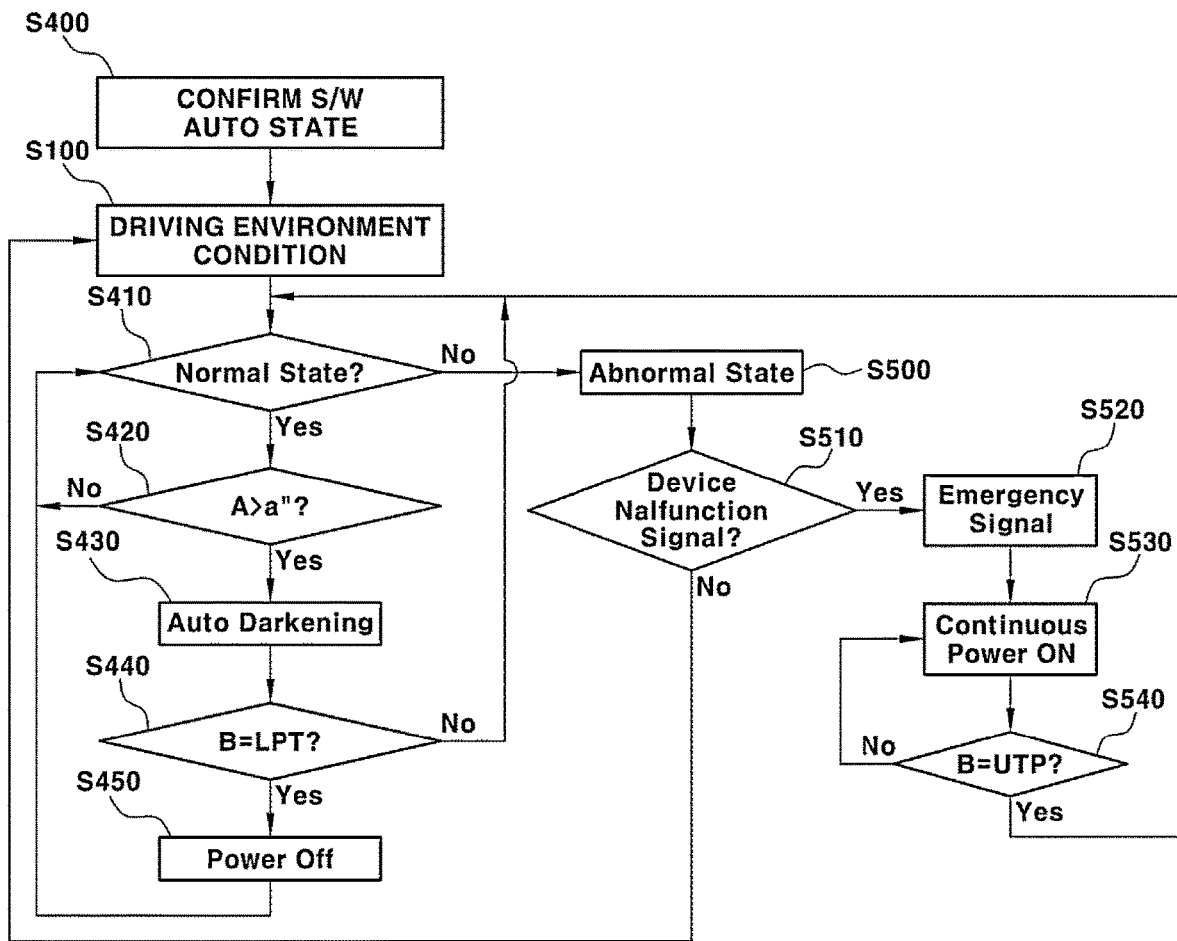 S400
CONFIRM S/W
AUTO STATE
S100
DRIVING ENVIRONMENT
CONDITION
S410
Normal State?
No
Yes
Abnormal State
S500
S420
A>a"?
No
Yes
S510
Device
Nalfunction
Signal?
Yes
No
S520
Emergency
Signal
S430
Auto Darkening
S530
Continuous
Power ON
S440
B=LPT?
No
Yes
S540
B=UTP?
No
Yes
S450
Power Off